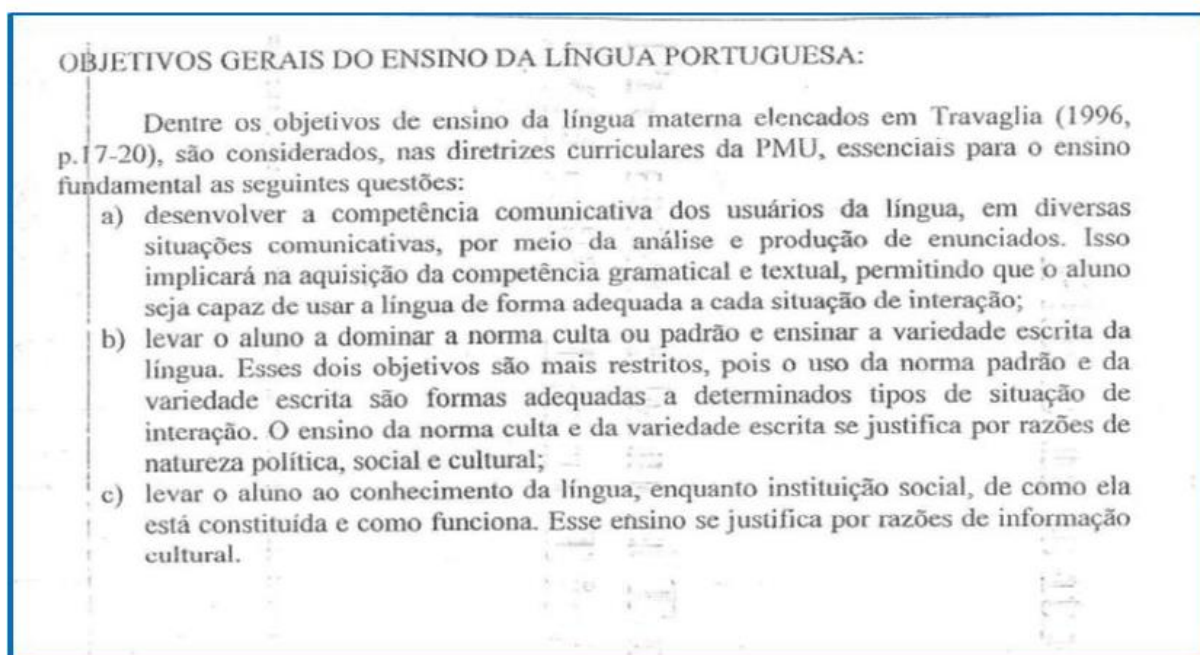 OBJETIVOS GERAIS DO ENSINO DA LÍNGUA PORTUGUESA:
Dentre os objetivos de ensino da língua materna elencados em Travaglia (1996,
p.17-20), são considerados, nas diretrizes curriculares da PMU, essenciais para o ensino
fundamental as seguintes questões:
a) desenvolver a competência comunicativa dos usuários da língua, em diversas
situações comunicativas, por meio da análise e produção de enunciados. Isso
implicará na aquisição da competência gramatical e textual, permitindo que o aluno
seja capaz de usar a língua de forma adequada a cada situação de interação;
b) levar o aluno a dominar a norma culta ou padrão e ensinar a variedade escrita da
língua. Esses dois objetivos são mais restritos, pois o uso da norma padrão e da
variedade escrita são formas adequadas a determinados tipos de situação de
interação. O ensino da norma culta e da variedade escrita se justifica por razões de
natureza política, social e cultural;
c) levar o aluno ao conhecimento da língua, enquanto instituição social, de como ela
está constituída e como funciona. Esse ensino se justifica por razões de informação
cultural.